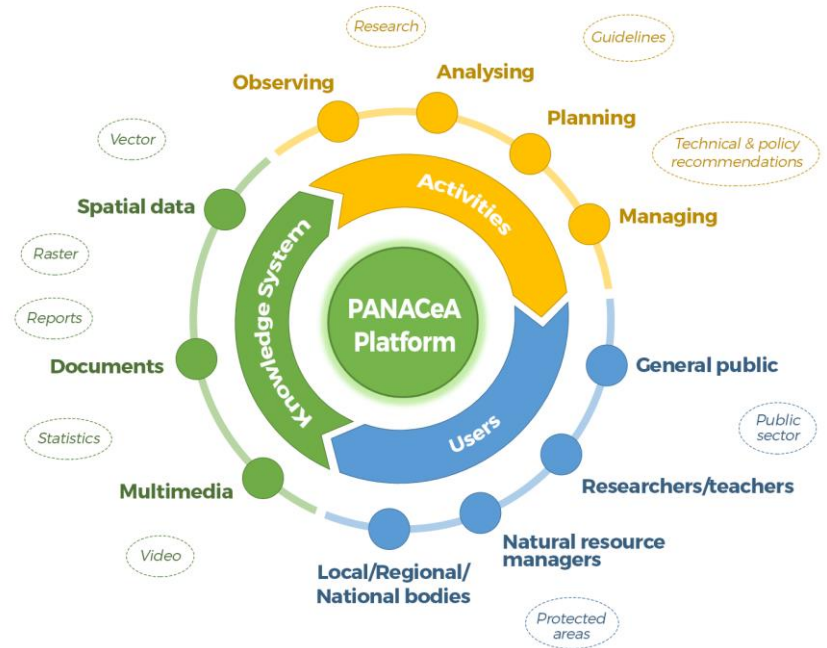 Research
Guidelines
Observing
Analysing
Planning
Technical & policy
recommendations
Managing
Vector
Spatial data
Raster
Reports
Documents
Statistics
Multimedia
Video
Activities
Knowledge System
Users
PANACeA
Platform
General public
Public
sector
Researchers/teachers
Natural resource
managers
Local/Regional/
National bodies
Protected
areas